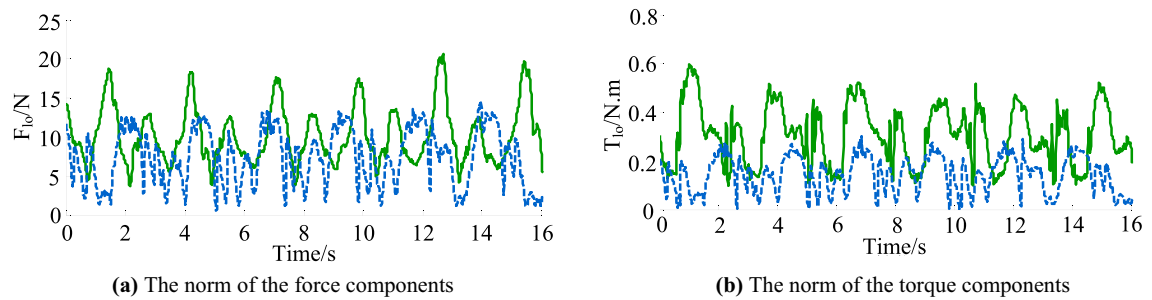 25
20
15
10
5
0
F_lo/N
0 2 4 6 8 10 12 14 16
Time/s
(a) The norm of the force components
0.8
0.6
0.4
0.2
0
T_lo/N.m
0 2 4 6 8 10 12 14 16
Time/s
(b) The norm of the torque components